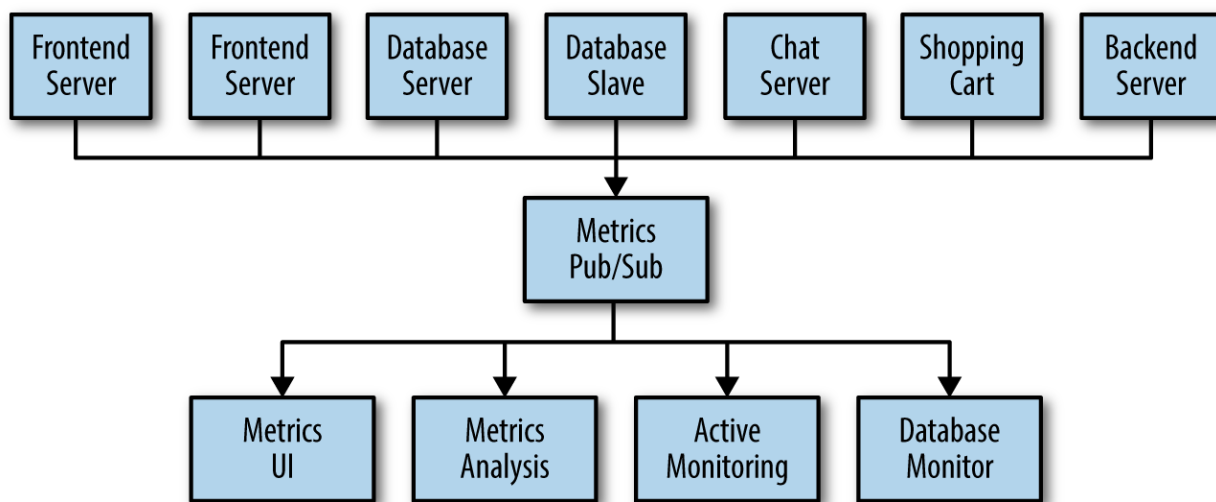 Frontend
Server
Frontend
Server
Database
Server
Database
Slave
Chat
Server
Shopping
Cart
Backend
Server
Metrics
Pub/Sub
Metrics
UI
Metrics
Analysis
Active
Monitoring
Database
Monitor